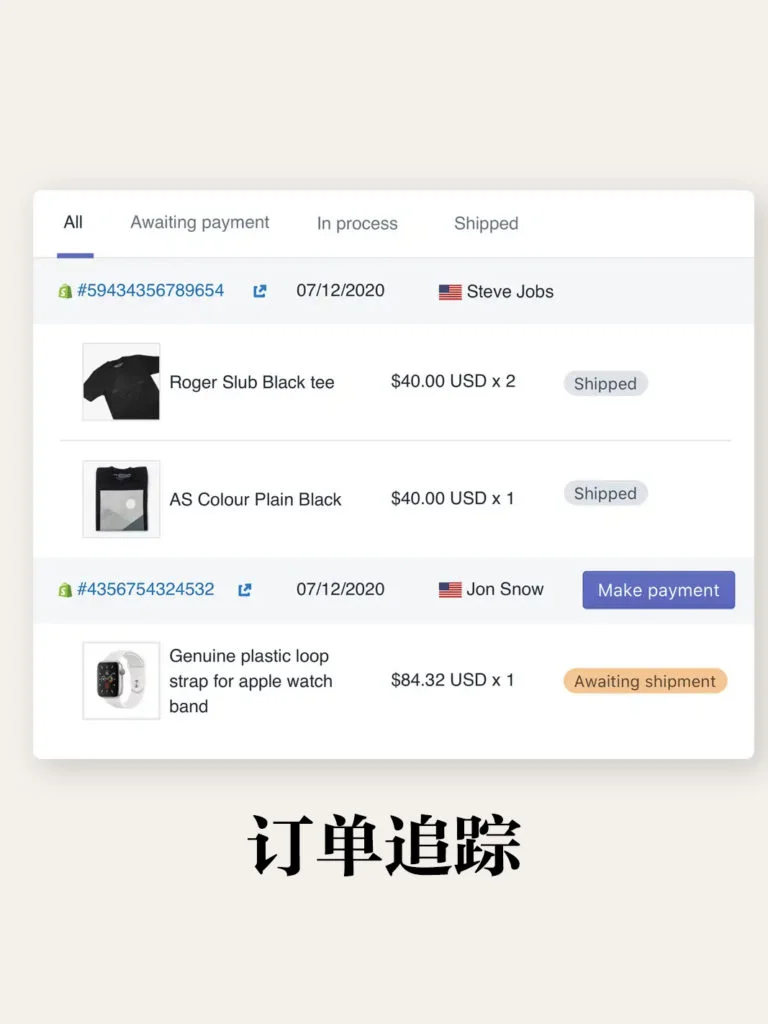 All
Awaiting payment
In process
Shipped
#59434356789654
07/12/2020
Steve Jobs
Roger Slub Black tee
$40.00 USD x 2
Shipped
AS Colour Plain Black
$40.00 USD x 1
Shipped
#4356754324532
07/12/2020
Jon Snow
Make payment
Genuine plastic loop
strap for apple watch
band
$84.32 USD x 1
Awaiting shipment
订单追踪